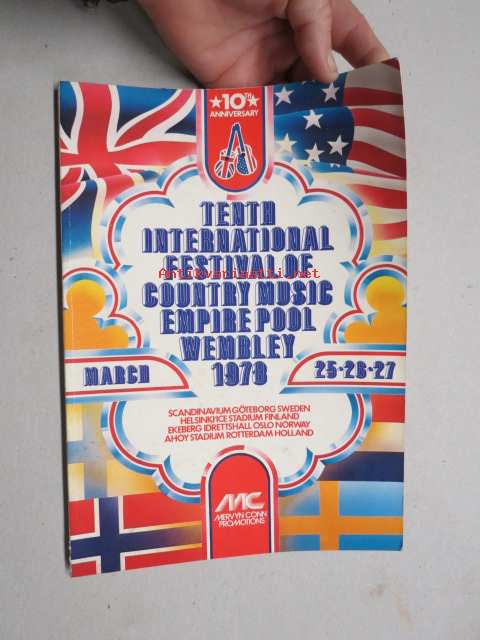 ★10TH★
ANNIVERSARY
TENTH
INTERNATIONAL
FESTIVAL OF
Antikvariaatti.net
COUNTRY MUSIC
EMPIRE POOL
WEMBLEY
MARCH
1978
25·26·27
SCANDINAVIUM GÖTEBORG SWEDEN
HELSINKI ICE STADIUM FINLAND
EKEBERG IDRETTSHALL OSLO NORWAY
AHOY STADIUM ROTTERDAM HOLLAND
MC
MERVYN CONN
PROMOTIONS